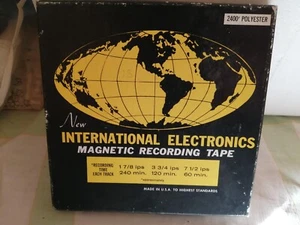 2400' POLYESTER
New
INTERNATIONAL ELECTRONICS
MAGNETIC RECORDING TAPE
*RECORDING TIME EACH TRACK
1 7/8 ips 3 3/4 ips 7 1/2 ips
240 min. 120 min. 60 min.
MADE IN U.S.A. TO HIGHEST STANDARDS